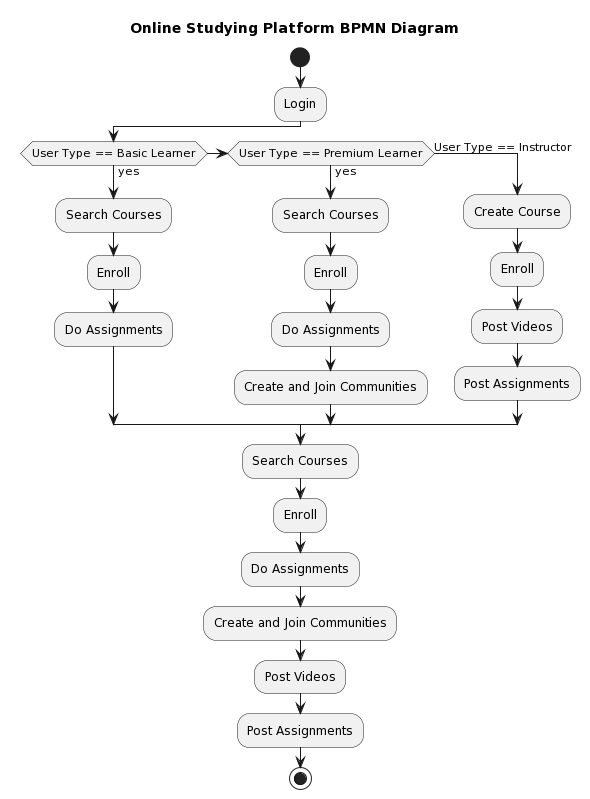 Online Studying Platform BPMN Diagram
Login
User Type == Basic Learner
yes
Search Courses
Enroll
Do Assignments
User Type == Premium Learner
yes
Search Courses
Enroll
Do Assignments
Create and Join Communities
User Type == Instructor
Create Course
Enroll
Post Videos
Post Assignments
Search Courses
Enroll
Do Assignments
Create and Join Communities
Post Videos
Post Assignments